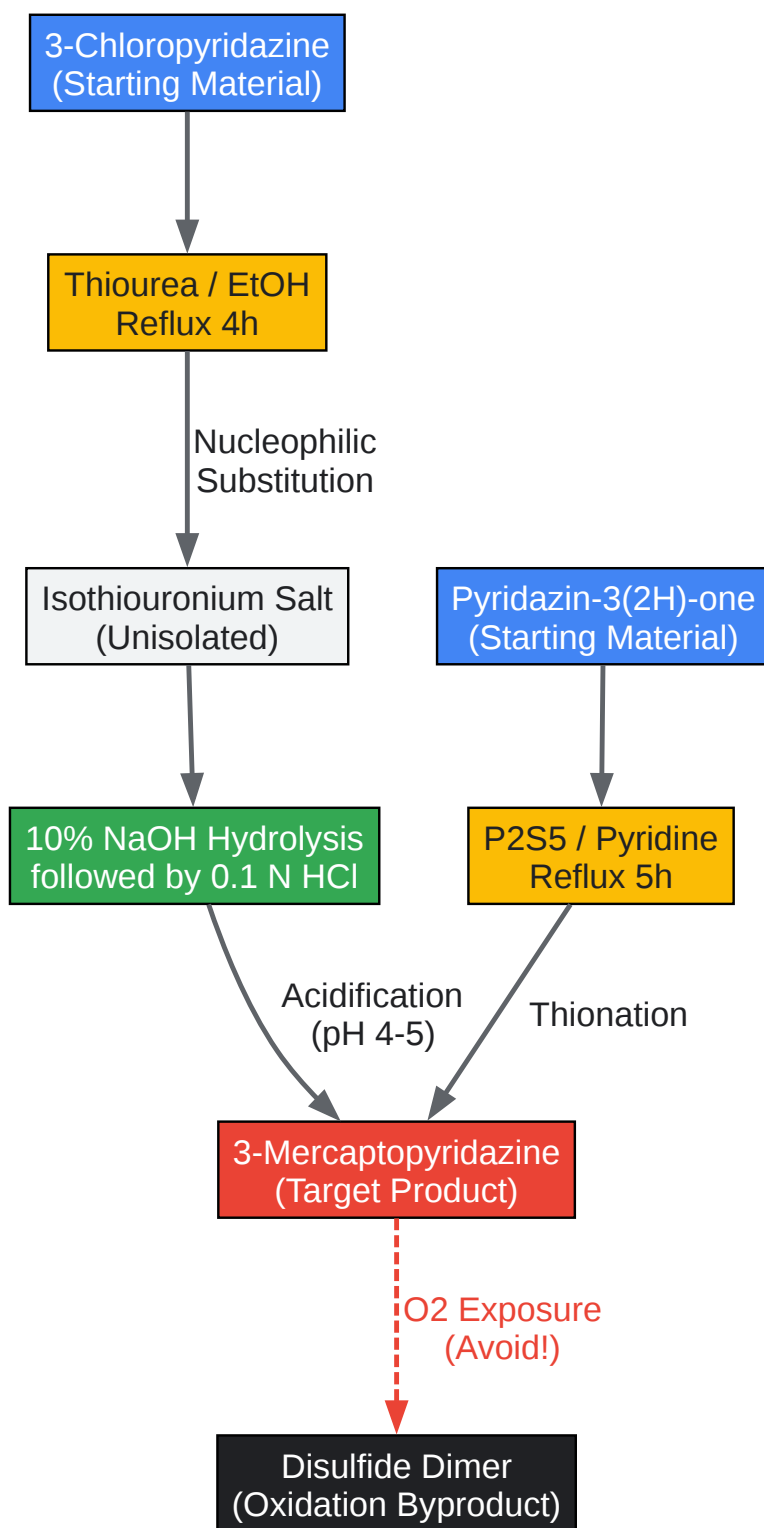 3-Chloropyridazine
(Starting Material)
Thiourea / EtOH
Reflux 4h
Nucleophilic
Substitution
Isothiouronium Salt
(Unisolated)
Pyridazin-3(2H)-one
(Starting Material)
10% NaOH Hydrolysis
followed by 0.1 N HCl
P2S5 / Pyridine
Reflux 5h
Acidification
(pH 4-5)
Thionation
3-Mercaptopyridazine
(Target Product)
O2 Exposure
(Avoid!)
Disulfide Dimer
(Oxidation Byproduct)